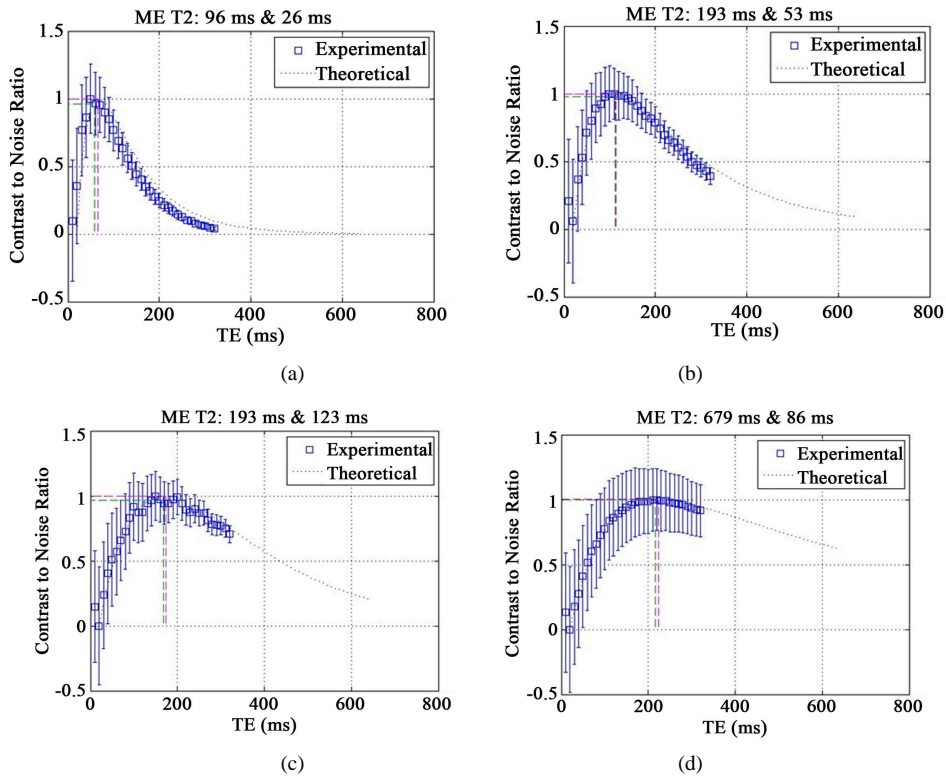 ME T2: 96 ms & 26 ms
Experimental
Theoretical
Contrast to Noise Ratio
1.5
1
0.5
0
-0.5
0 200 400 600 800
TE (ms)
(a)
ME T2: 193 ms & 53 ms
Experimental
Theoretical
Contrast to Noise Ratio
1.5
1
0.5
0
-0.5
0 200 400 600 800
TE (ms)
(b)
ME T2: 193 ms & 123 ms
Experimental
Theoretical
Contrast to Noise Ratio
1.5
1
0.5
0
-0.5
0 200 400 600 800
TE (ms)
(c)
ME T2: 679 ms & 86 ms
Experimental
Theoretical
Contrast to Noise Ratio
1.5
1
0.5
0
-0.5
0 200 400 600 800
TE (ms)
(d)